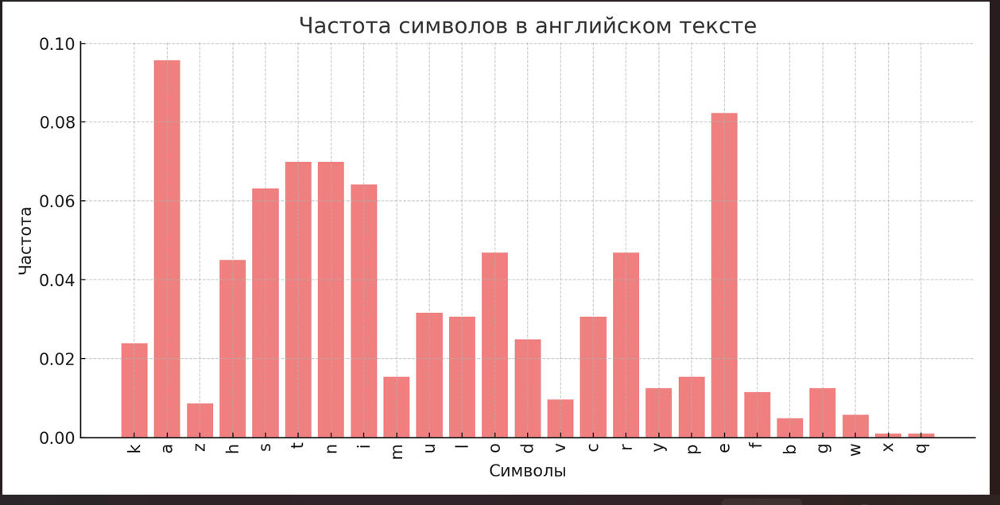 Частота символов в английском тексте
0.10
0.08
0.06
0.04
0.02
0.00
Частота
k a z h s t n i m u l o d v c r y p e f b g w x q
Символы